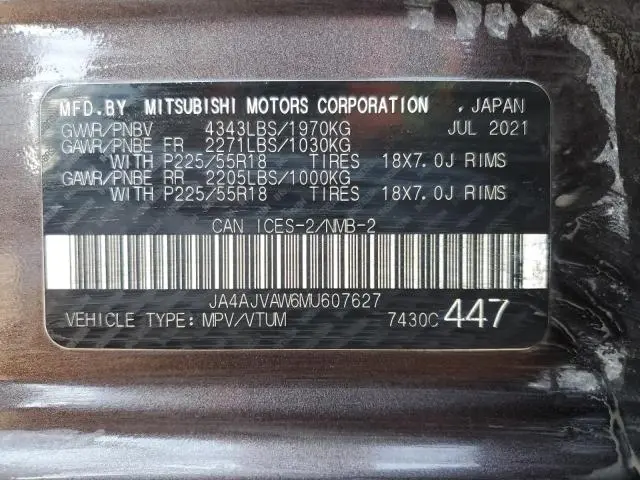 MFD.BY MITSUBISHI MOTORS CORPORATION , JAPAN
GVWR/PNBV 4343LBS/1970KG JUL 2021
GAWR/PNBE FR 2271LBS/1030KG
WITH P225/55R18 TIRES 18X7.0J RIMS
GAWR/PNBE RR 2205LBS/1000KG
WITH P225/55R18 TIRES 18X7.0J RIMS
CAN ICES-2/NMB-2
JA4AJVAW6MU607627
VEHICLE TYPE: MPV/VTUM 7430C 447